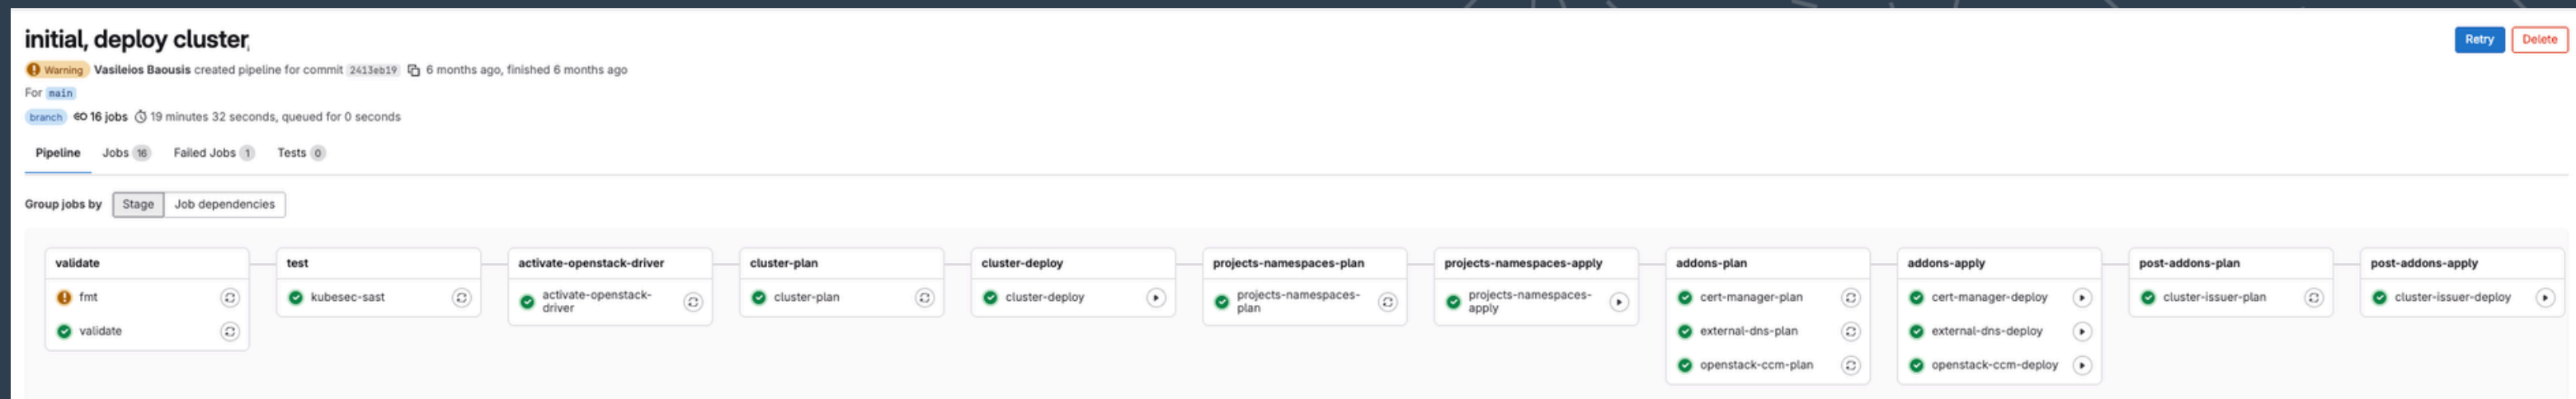 initial, deploy cluster
Retry Delete
Warning Vasileios Baousis created pipeline for commit 2413eb19 6 months ago, finished 6 months ago
For main
branch 16 jobs 19 minutes 32 seconds, queued for 0 seconds
Pipeline Jobs 16 Failed Jobs 1 Tests 0
Group jobs by Stage Job dependencies
validate
fmt
validate
test
kubesec-sast
activate-openstack-driver
activate-openstack-
driver
cluster-plan
cluster-plan
cluster-deploy
cluster-deploy
projects-namespaces-plan
projects-namespaces-
plan
projects-namespaces-apply
projects-namespaces-
apply
addons-plan
cert-manager-plan
external-dns-plan
openstack-ccm-plan
addons-apply
cert-manager-deploy
external-dns-deploy
openstack-ccm-deploy
post-addons-plan
cluster-issuer-plan
post-addons-apply
cluster-issuer-deploy